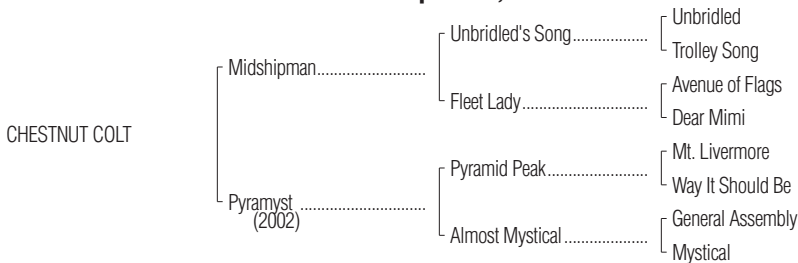 Unbridled
Unbridled's Song
Trolley Song
Midshipman
Avenue of Flags
Fleet Lady
Dear Mimi
CHESTNUT COLT
Mt. Livermore
Pyramid Peak
Way It Should Be
Pyramyst
(2002)
General Assembly
Almost Mystical
Mystical